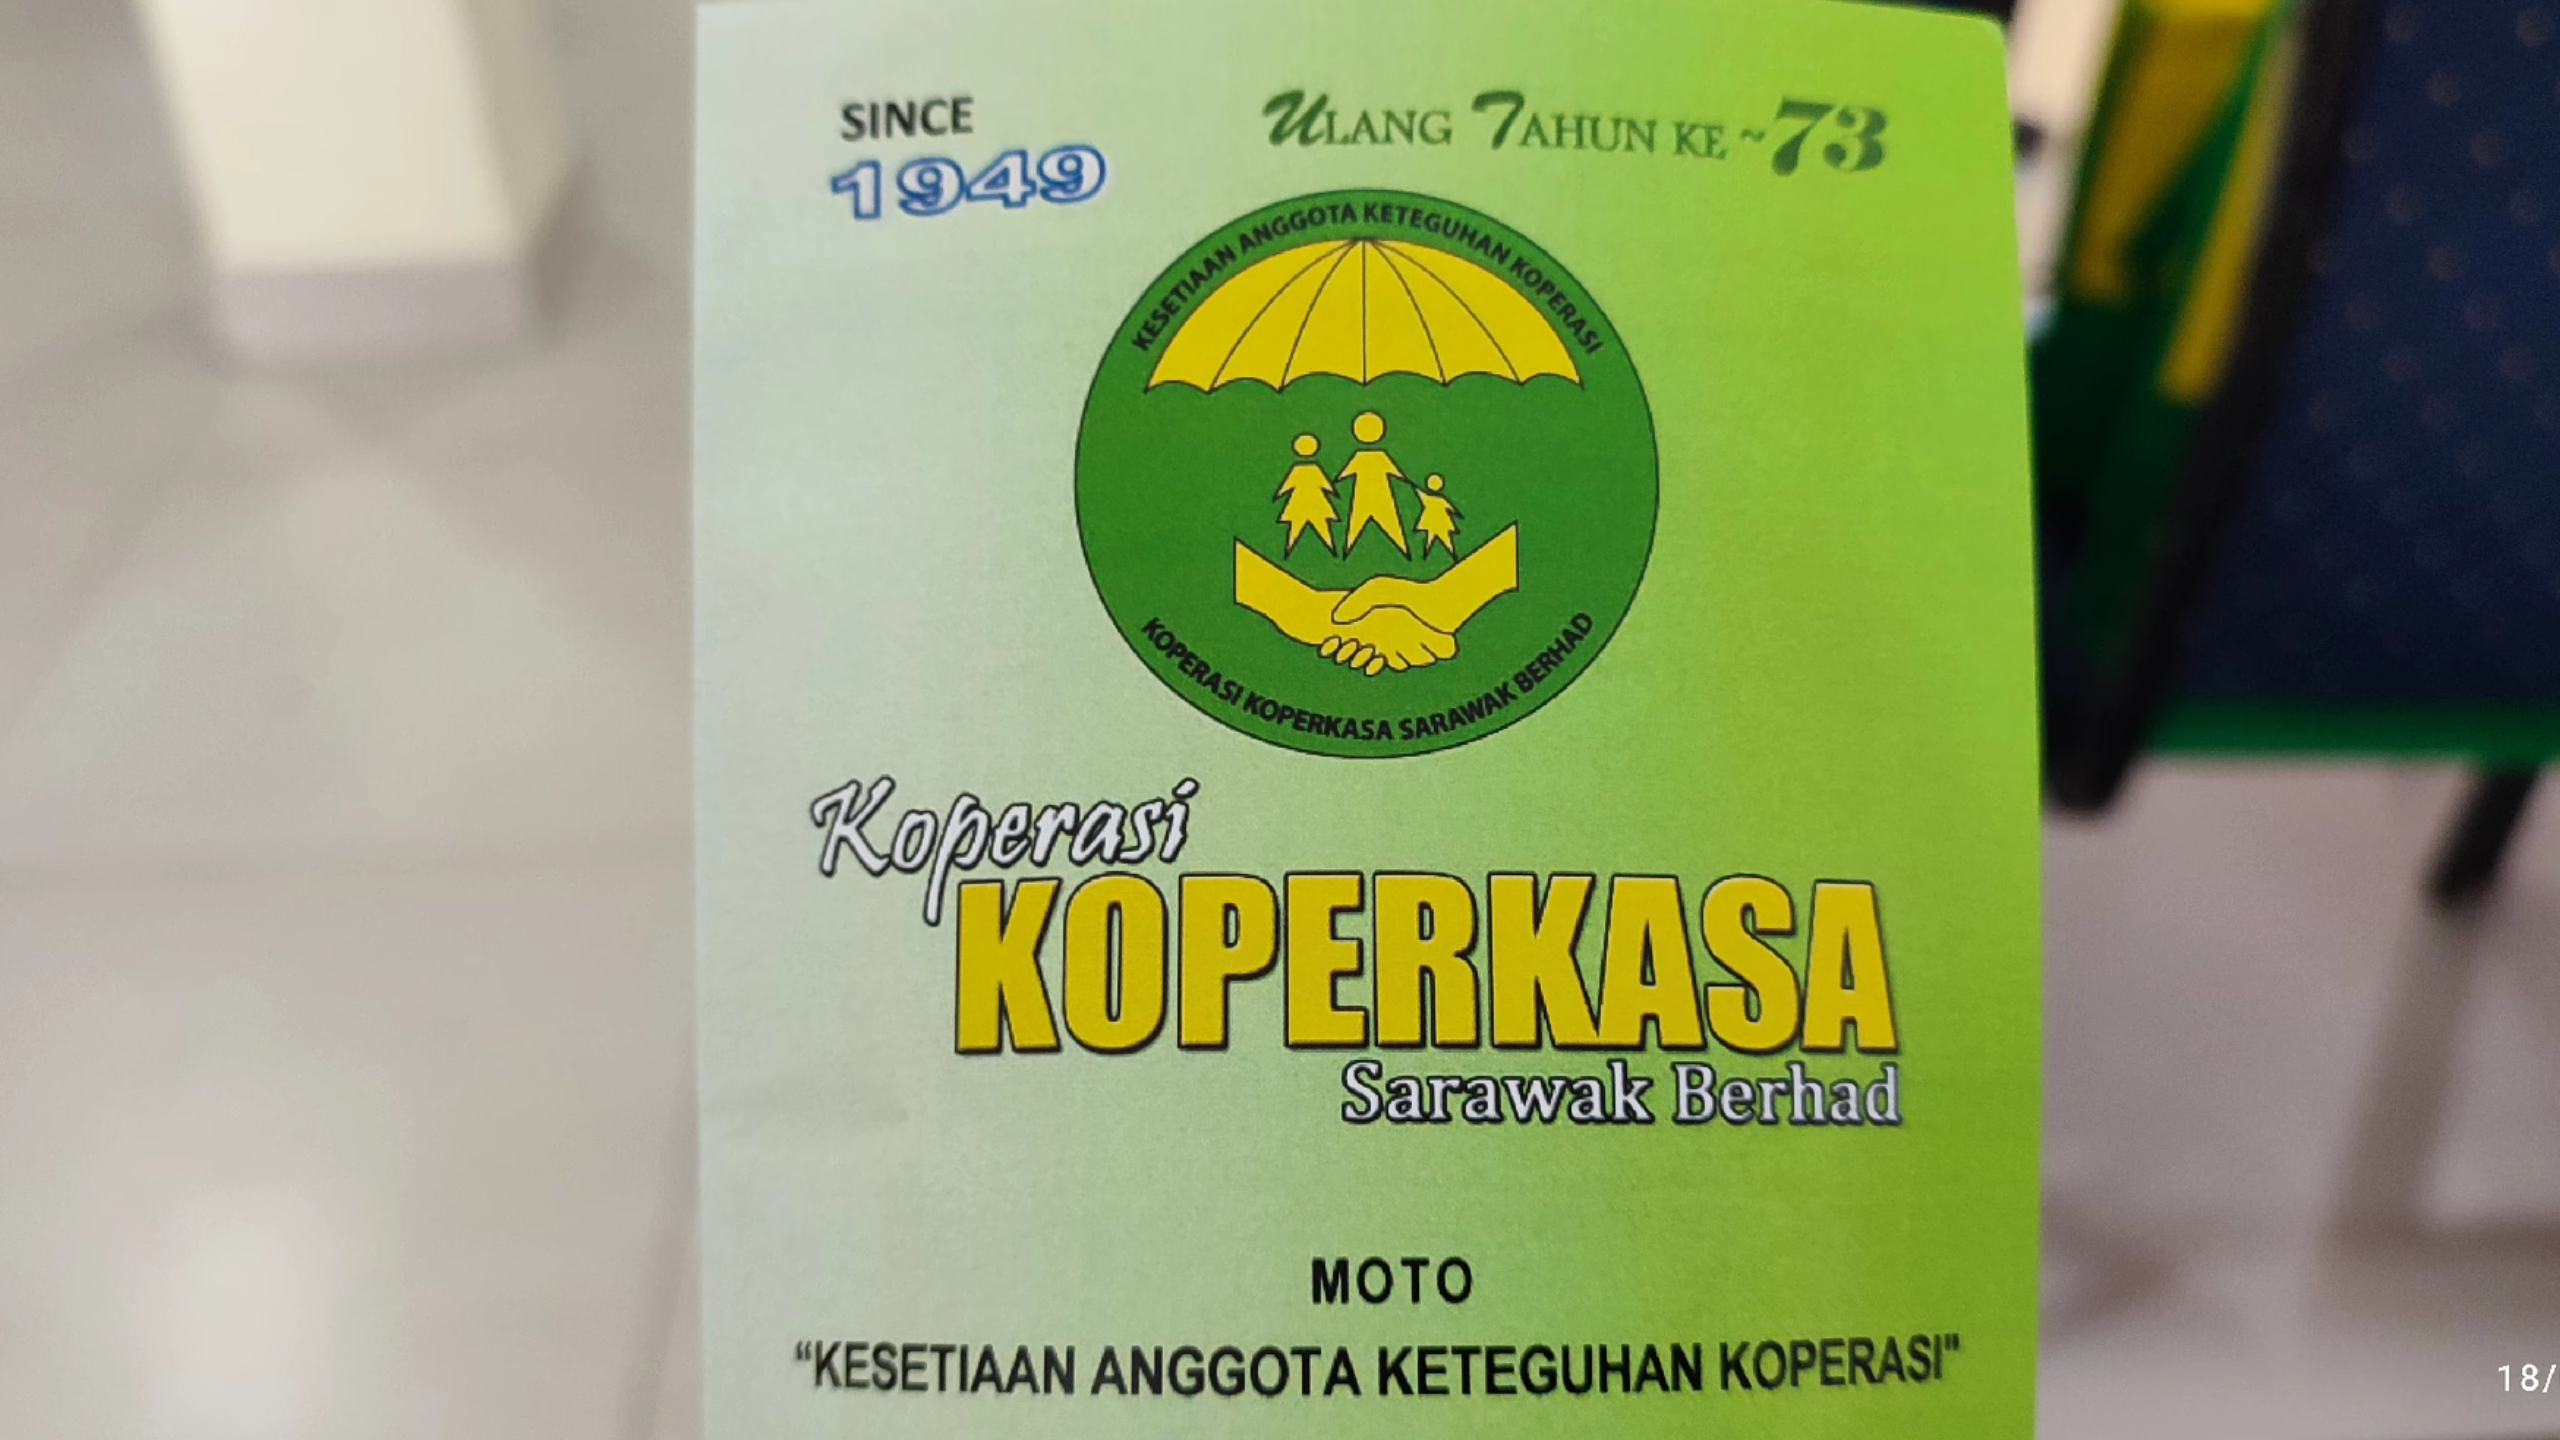 SINCE
1949
ULANG TAHUN KE ~73
KESETIAAN ANGGOTA KETEGUHAN KOPERASI
KOPERASI KOPERKASA SARAWAK BERHAD
Koperasi
KOPERKASA
Sarawak Berhad
MOTO
“KESETIAAN ANGGOTA KETEGUHAN KOPERASI"
18/